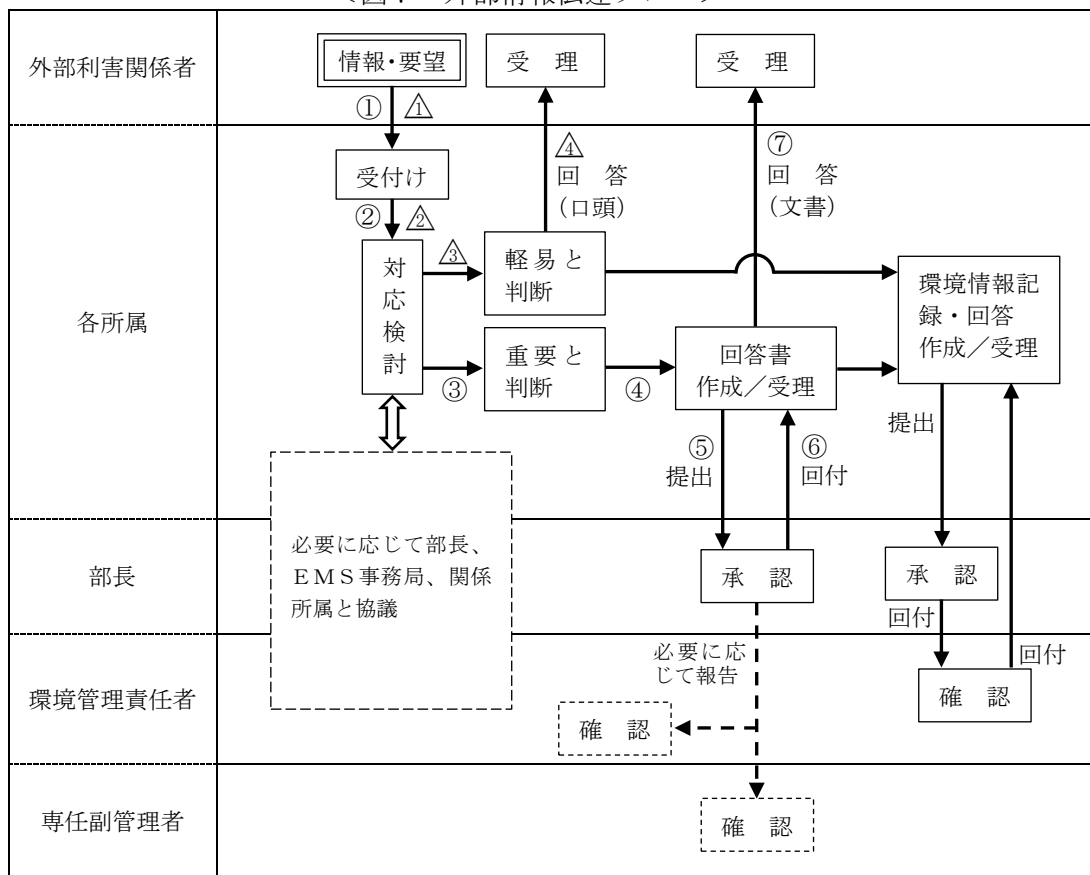 外部利害関係者
情報・要望
受 理
受 理
① △1
④
回 答
(口頭)
⑦
回 答
(文書)
各所属
受付け
② △2
対応検討
△3
軽易と
判断
環境情報記
録・回答
作成/受理
③
重要と
判断
④
回答書
作成/受理
⑤
提出
⑥
回付
提出
部長
必要に応じて部長、
EMS事務局、関係
所属と協議
承 認
承 認
回付
環境管理責任者
必要に応
じて報告
回付
確 認
確 認
専任副管理者
確 認